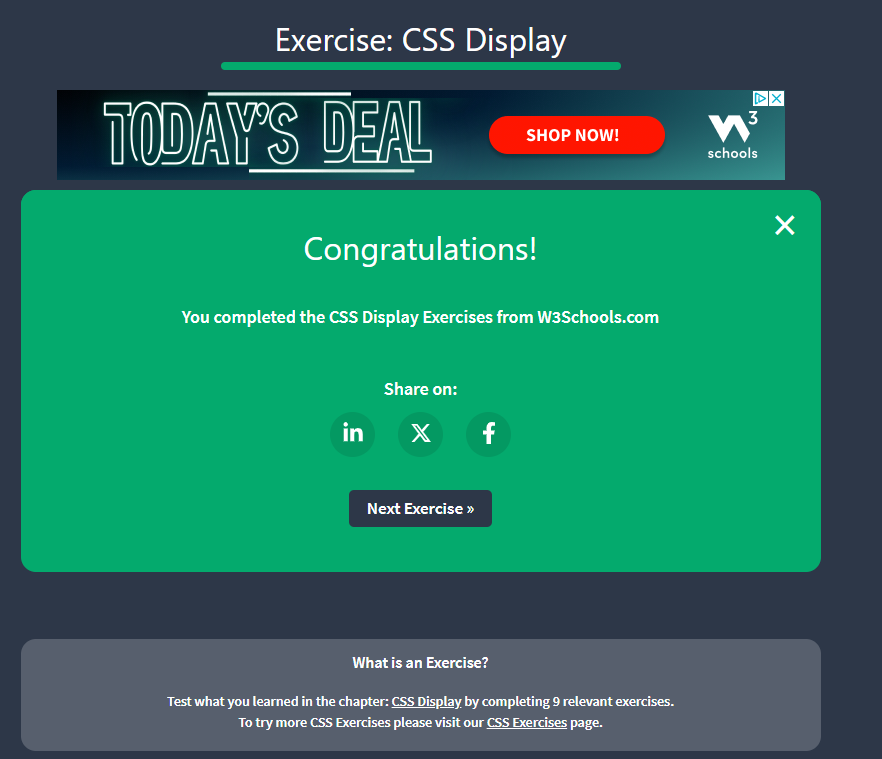 Exercise: CSS Display
TODAY'S DEAL
SHOP NOW!
3
schools
Congratulations!
You completed the CSS Display Exercises from W3Schools.com
Share on:
in
X
f
Next Exercise »
What is an Exercise?
Test what you learned in the chapter: CSS Display by completing 9 relevant exercises.
To try more CSS Exercises please visit our CSS Exercises page.